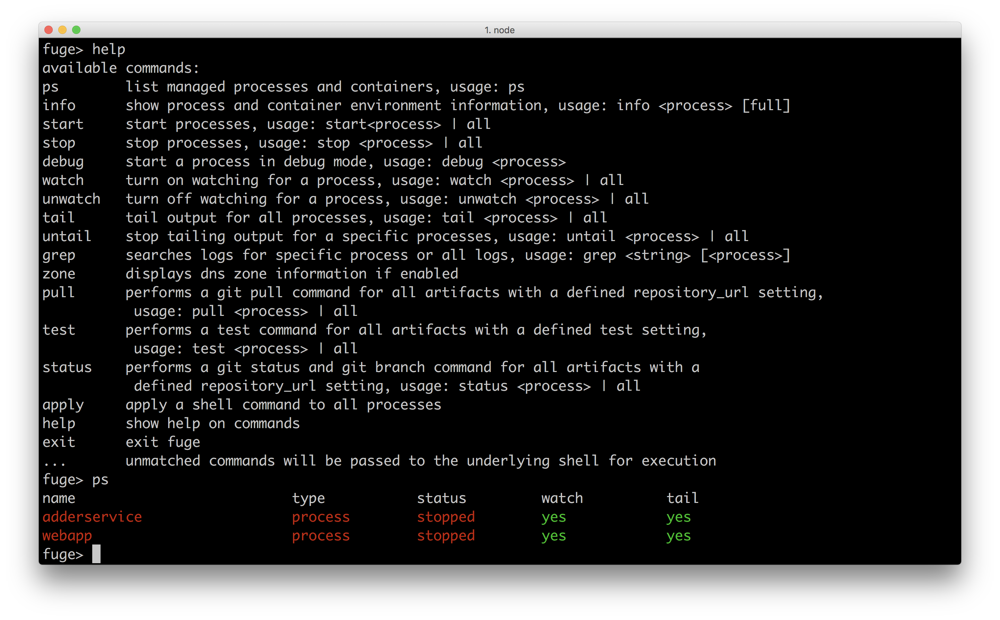 1. node
fuge> help
available commands:
ps        list managed processes and containers, usage: ps
info      show process and container environment information, usage: info <process> [full]
start     start processes, usage: start<process> | all
stop      stop processes, usage: stop <process> | all
debug     start a process in debug mode, usage: debug <process>
watch     turn on watching for a process, usage: watch <process> | all
unwatch   turn off watching for a process, usage: unwatch <process> | all
tail      tail output for all processes, usage: tail <process> | all
untail    stop tailing output for a specific processes, usage: untail <process> | all
grep      searches logs for specific process or all logs, usage: grep <string> [<process>]
zone      displays dns zone information if enabled
pull      performs a git pull command for all artifacts with a defined repository_url setting,
           usage: pull <process> | all
test      performs a test command for all artifacts with a defined test setting,
           usage: test <process> | all
status    performs a git status and git branch command for all artifacts with a
           defined repository_url setting, usage: status <process> | all
apply     apply a shell command to all processes
help      show help on commands
exit      exit fuge
...       unmatched commands will be passed to the underlying shell for execution
fuge> ps
name                          type           status         watch          tail
adderservice                  process        stopped        yes            yes
webapp                        process        stopped        yes            yes
fuge>